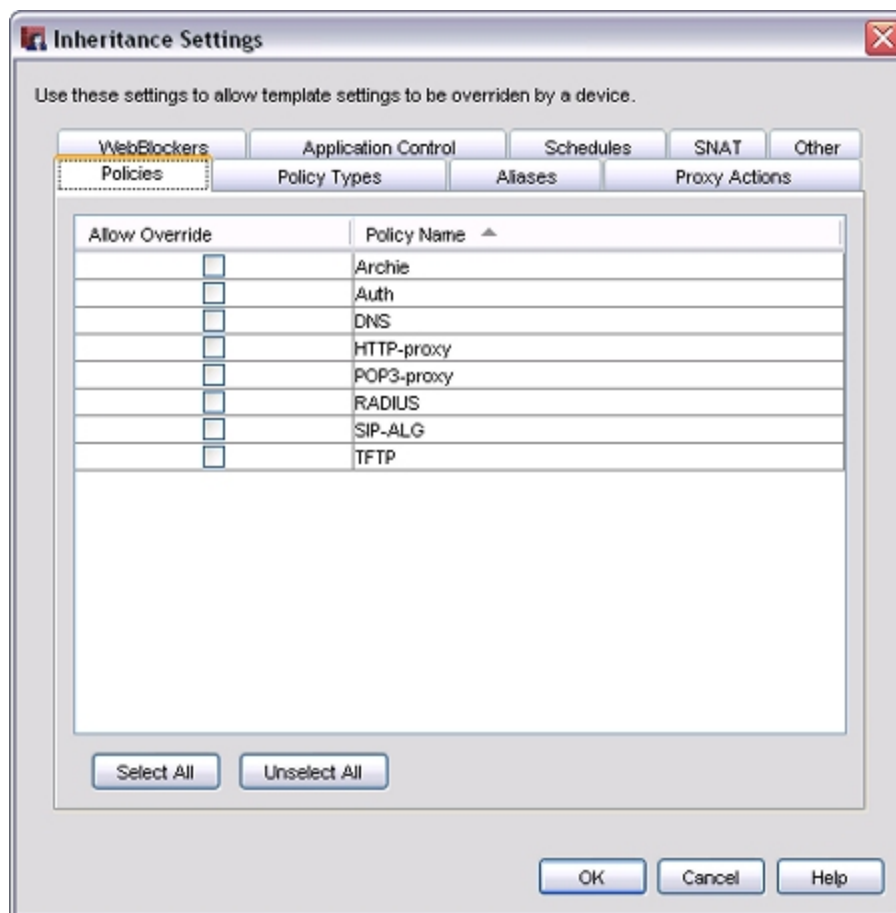 Inheritance Settings
Use these settings to allow template settings to be overriden by a device.
WebBlockers Application Control Schedules SNAT Other
Policies Policy Types Aliases Proxy Actions
Allow Override Policy Name
Archie
Auth
DNS
HTTP-proxy
POP3-proxy
RADIUS
SIP-ALG
TFTP
Select All Unselect All
OK Cancel Help